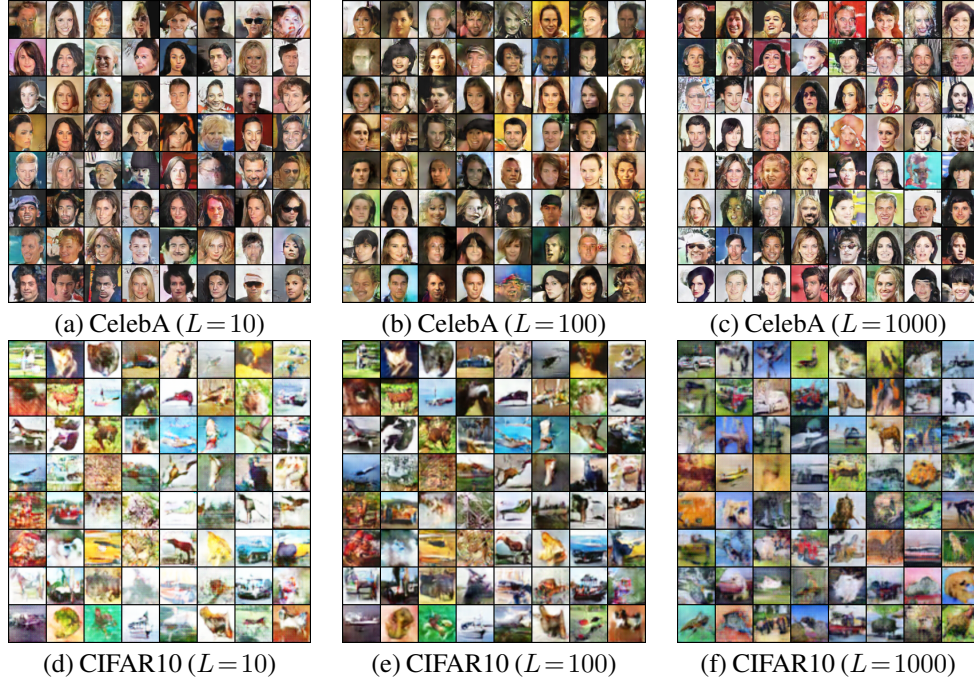 (a) CelebA (L=10)
(b) CelebA (L=100)
(c) CelebA (L=1000)
(d) CIFAR10 (L=10)
(e) CIFAR10 (L=100)
(f) CIFAR10 (L=1000)